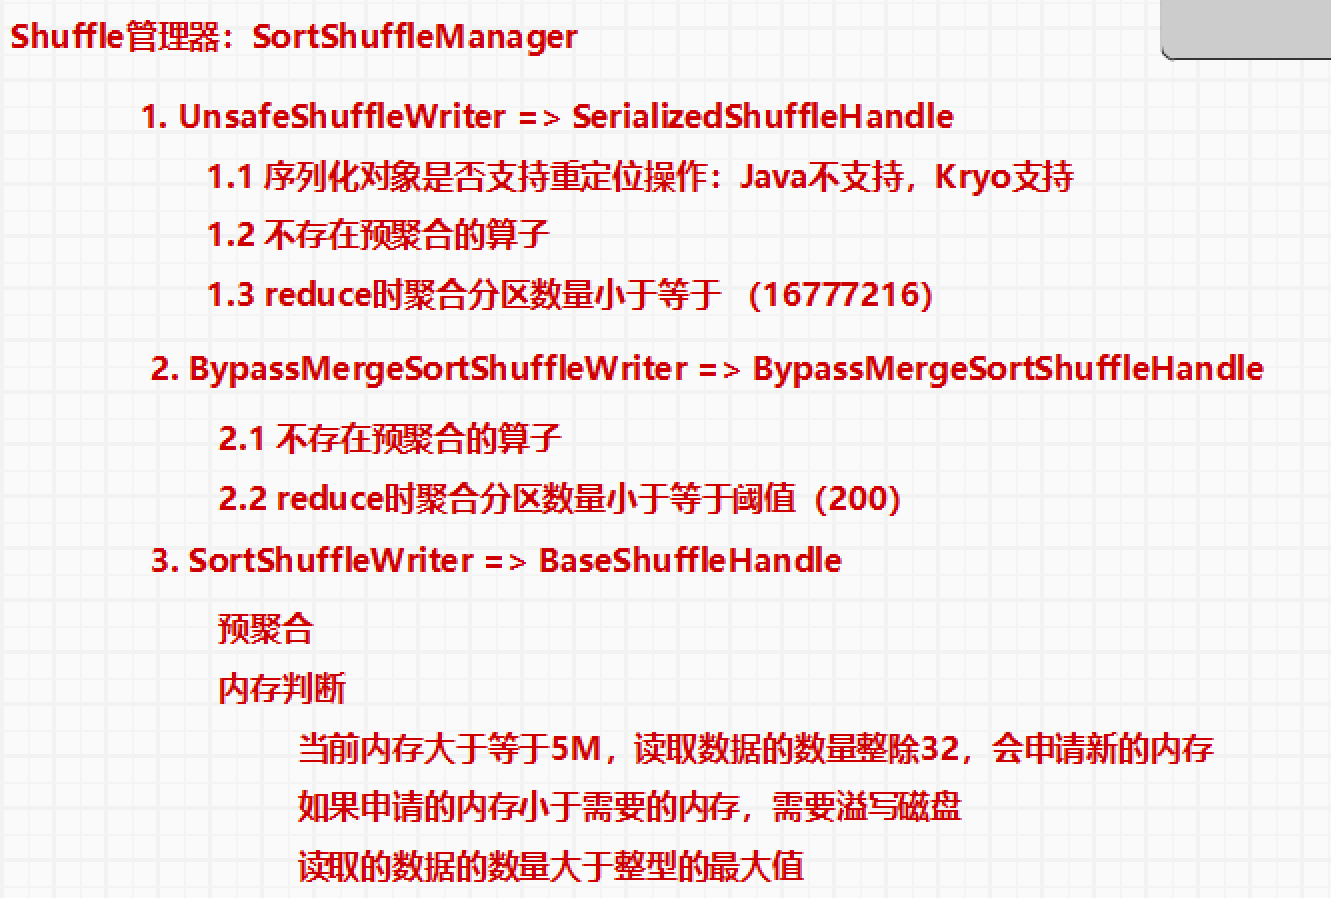 Shuffle管理器：SortShuffleManager
1. UnsafeShuffleWriter => SerializedShuffleHandle
1.1 序列化对象是否支持重定位操作：Java不支持，Kryo支持
1.2 不存在预聚合的算子
1.3 reduce时聚合分区数量小于等于 （16777216）
2. BypassMergeSortShuffleWriter => BypassMergeSortShuffleHandle
2.1 不存在预聚合的算子
2.2 reduce时聚合分区数量小于等于阈值（200）
3. SortShuffleWriter => BaseShuffleHandle
预聚合
内存判断
当前内存大于等于5M，读取数据的数量整除32，会申请新的内存
如果申请的内存小于需要的内存，需要溢写磁盘
读取的数据的数量大于整型的最大值